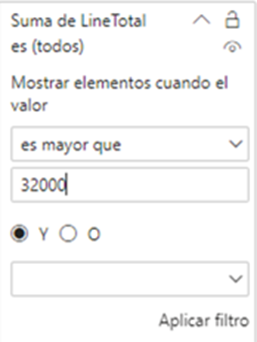 Suma de LineTotal
es (todos)
Mostrar elementos cuando el
valor
es mayor que
32000
Y O
Aplicar filtro